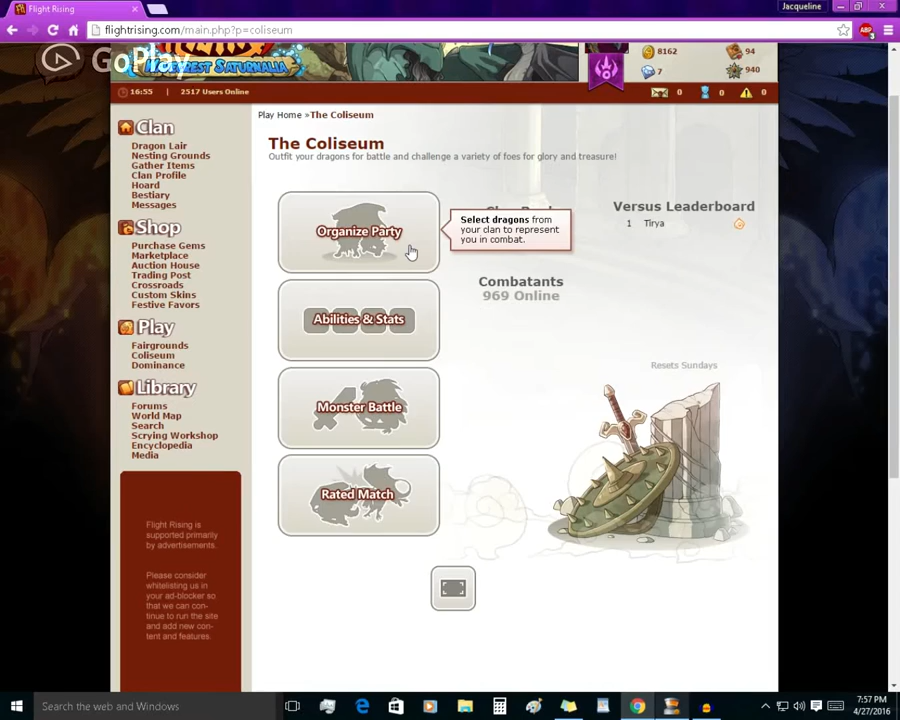 Flight Rising
Jacqueline
flightrising.com/main.php?p=coliseum
ABP
3
GoPlay
SATURNALIA
8162
94
7
940
16:55 | 2517 Users Online
0
0
0
Clan
Dragon Lair
Nesting Grounds
Gather Items
Clan Profile
Hoard
Bestiary
Messages
Shop
Purchase Gems
Marketplace
Auction House
Trading Post
Crossroads
Custom Skins
Festive Favors
Play
Fairgrounds
Coliseum
Dominance
Library
Forums
World Map
Search
Scrying Workshop
Encyclopedia
Media
Flight Rising is
supported primarily
by advertisements.
Please consider
whitelisting us in
your ad-blocker so
that we can con-
tinue to run the site
and add new con-
tent and features.
Play Home »The Coliseum
The Coliseum
Outfit your dragons for battle and challenge a variety of foes for glory and treasure!
Organize Party
Select dragons from
your clan to represent
you in combat.
Abilities & Stats
Monster Battle
Rated Match
Combatants
969 Online
Versus Leaderboard
1 Tirya
Resets Sundays
Search the web and Windows
7:57 PM
4/27/2016